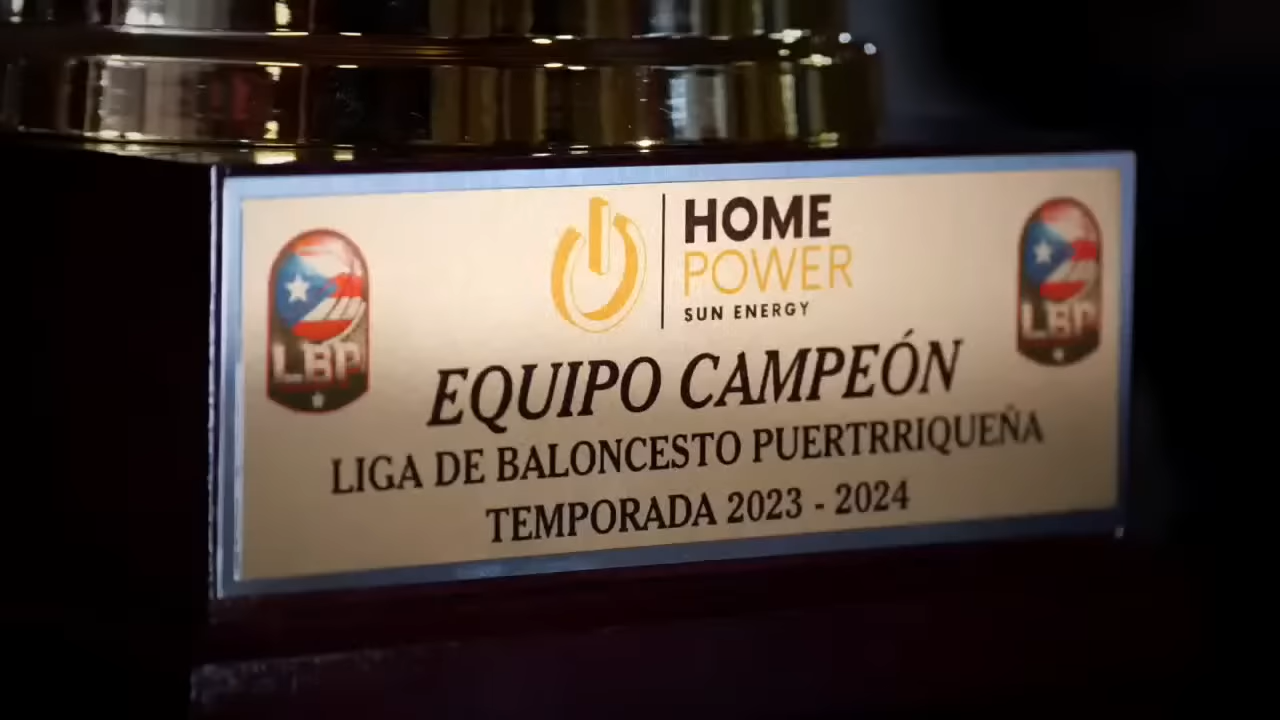 HOME
POWER
SUN ENERGY
LBP
LBP
EQUIPO CAMPEÓN
LIGA DE BALONCESTO PUERTRRIQUEÑA
TEMPORADA 2023 - 2024